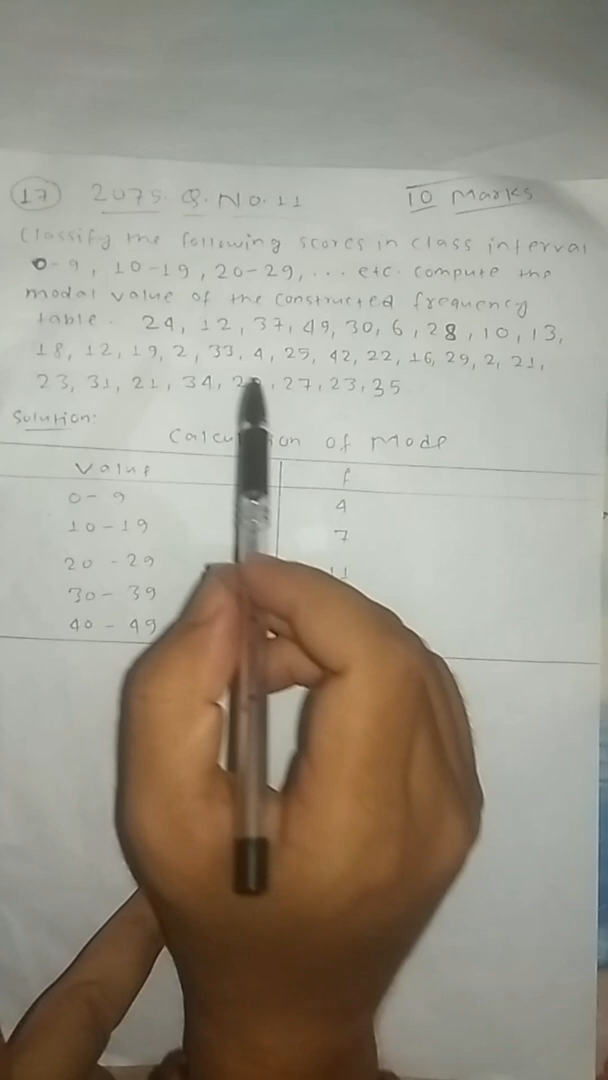 17 2075. Q. No. 11 10 Marks
Classify the following scores in class interval
0-9, 10-19, 20-29, ... etc. compute the
modal value of the constructed frequency
table. 24, 12, 37, 49, 30, 6, 28, 10, 13,
18, 12, 19, 2, 33, 4, 25, 42, 22, 16, 29, 2, 21,
23, 31, 21, 34, , 27, 23, 35
Solution:
of Mode
Value f
0-9 4
10-19 7
20-29 11
30-39
40-49